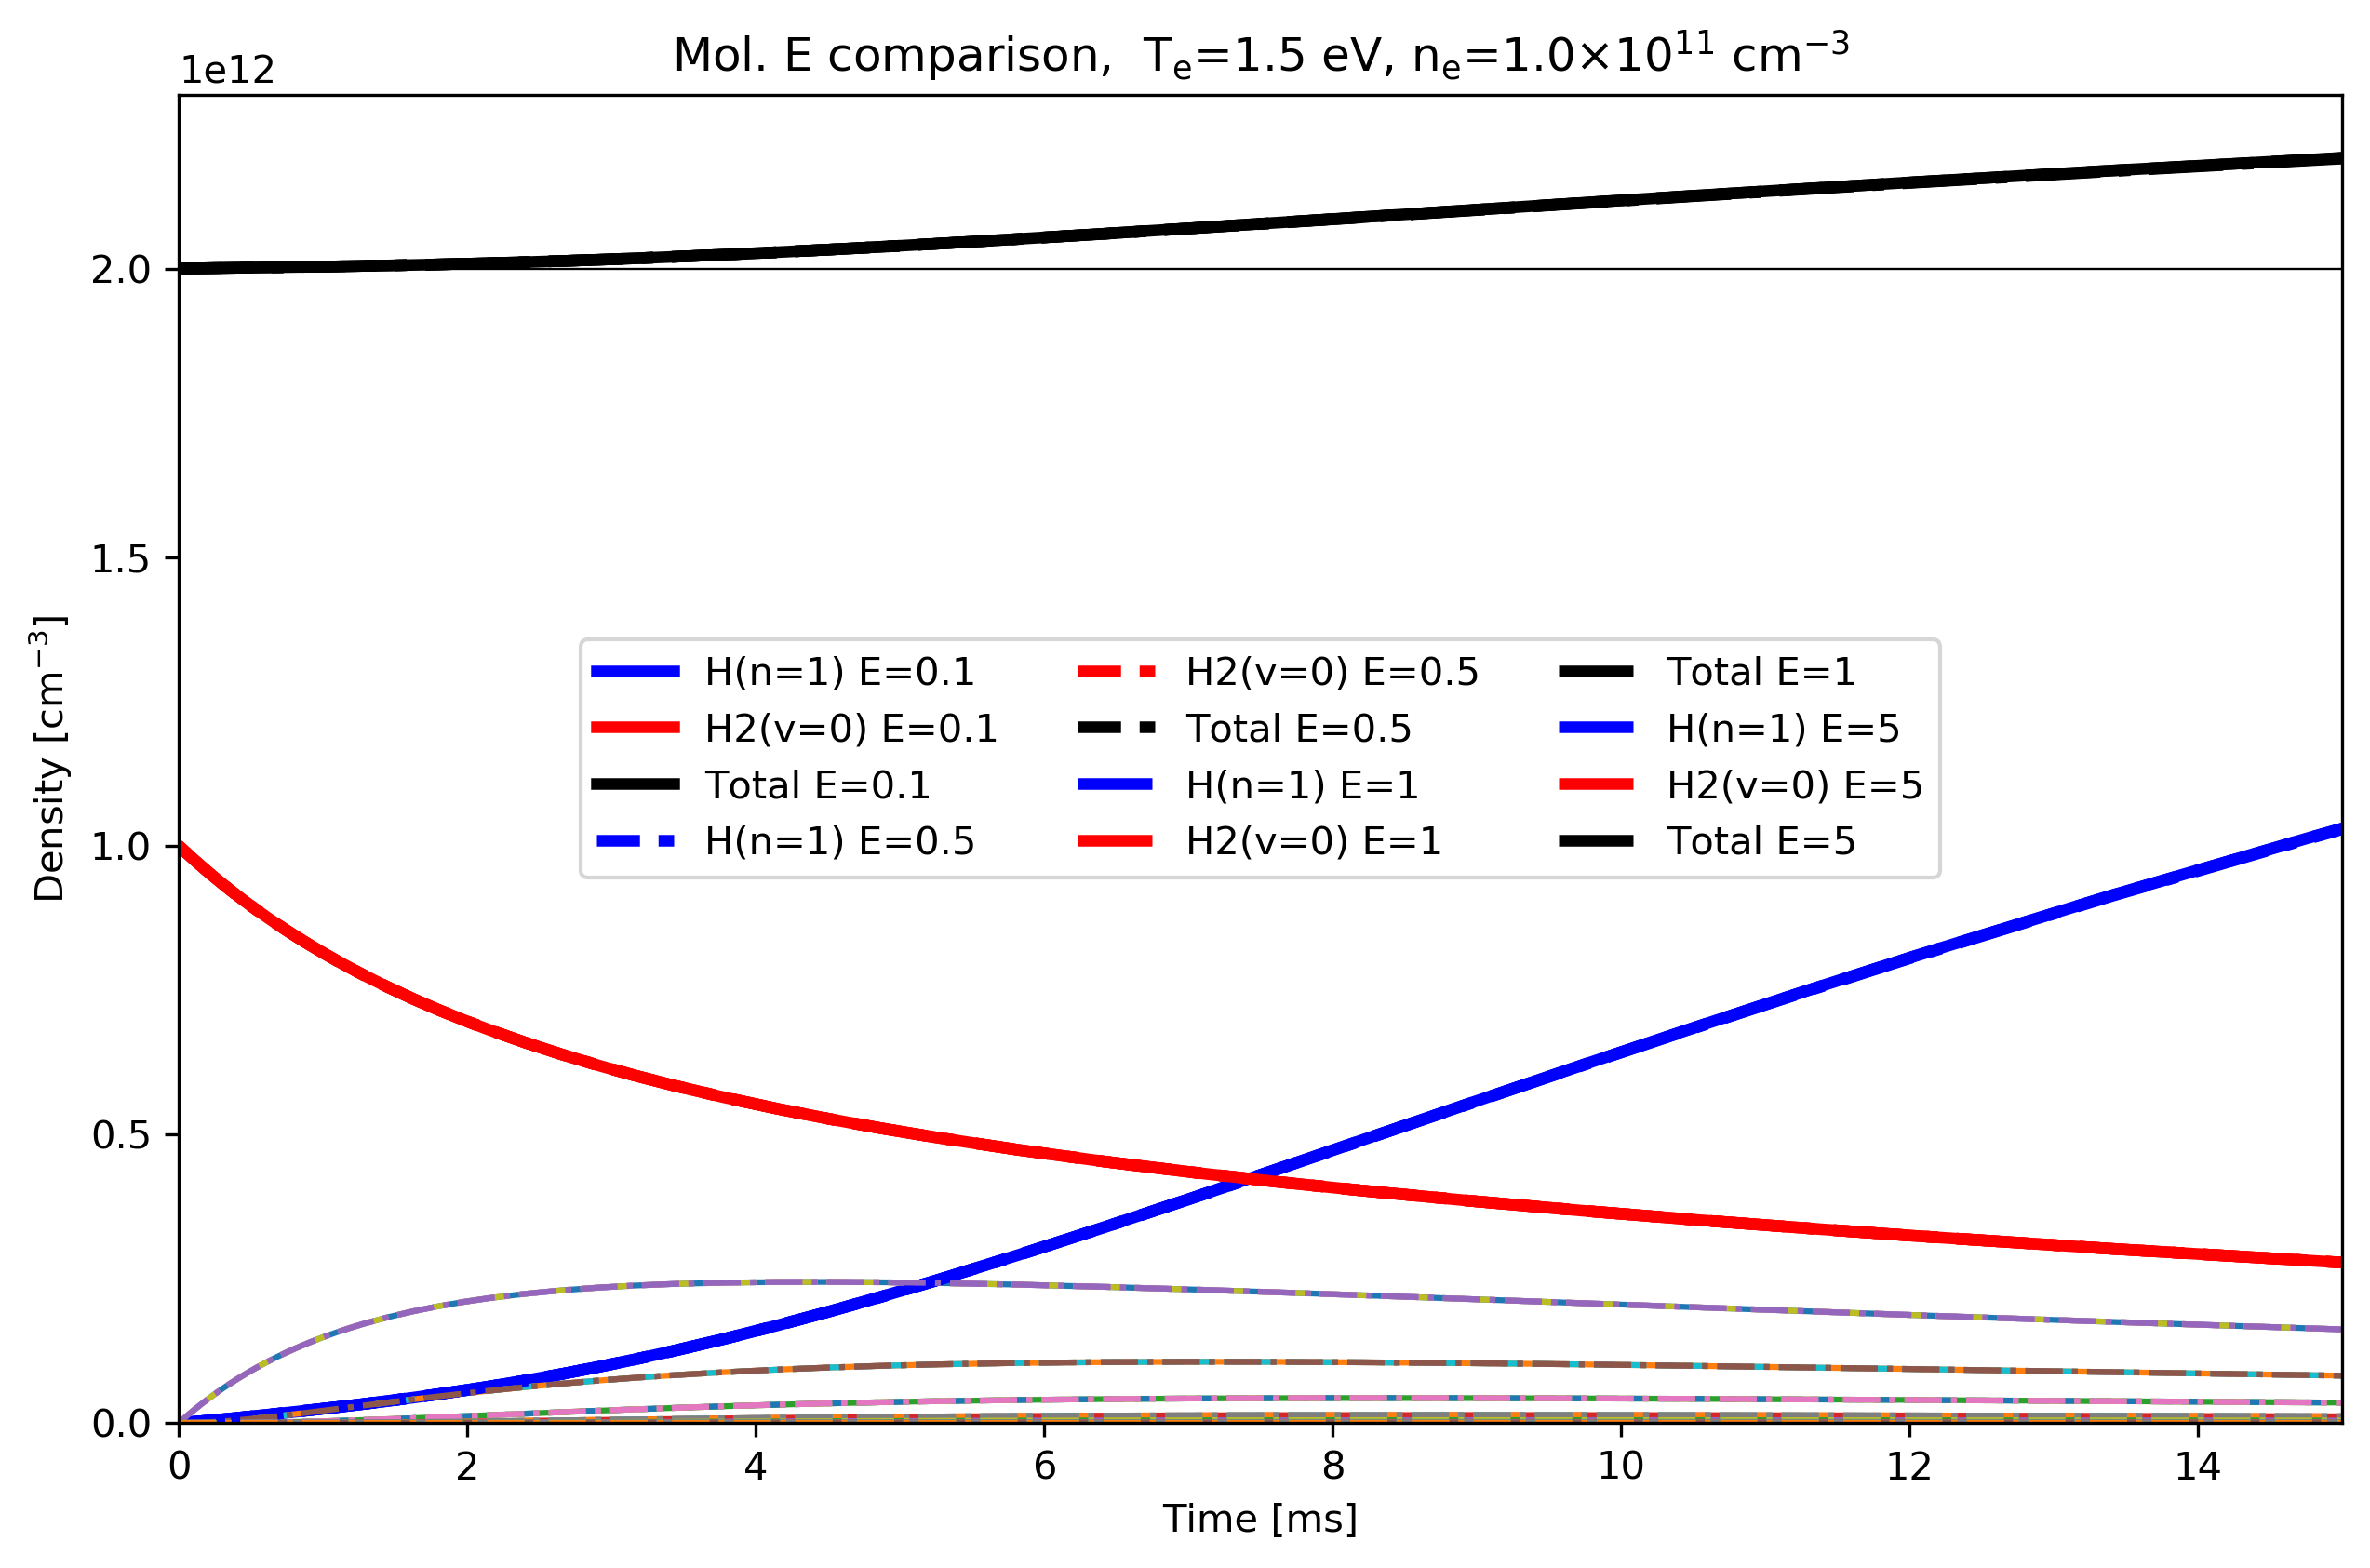 Mol. E comparison,  Tₑ=1.5 eV, nₑ=1.0×10¹¹ cm⁻³
1e12
2.0
1.5
1.0
0.5
0.0
Density [cm⁻³]
H(n=1) E=0.1
H2(v=0) E=0.1
Total E=0.1
H(n=1) E=0.5
H2(v=0) E=0.5
Total E=0.5
H(n=1) E=1
H2(v=0) E=1
Total E=1
H(n=1) E=5
H2(v=0) E=5
Total E=5
0 2 4 6 8 10 12 14
Time [ms]